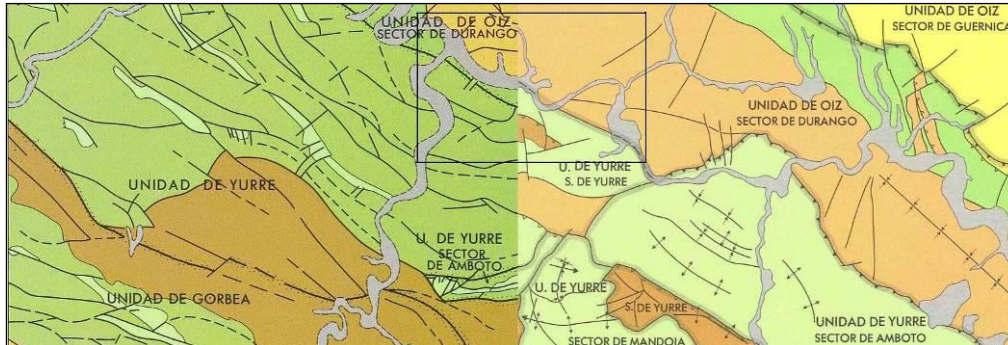 UNIDAD DE OIZ-
SECTOR DE DURANGO
UNIDAD DE OIZ
SECTOR DE GUERNICA
UNIDAD DE OIZ
SECTOR DE DURANGO
UNIDAD DE YURRE
U. DE YURRE
S. DE YURRE
U. DE YURRE
SECTOR
DE AMBOTO
UNIDAD DE GORBEA
U. DE YURRE
S. DE YURRE
SECTOR DE MANDOIA
UNIDAD DE YURRE
SECTOR DE AMBOTO